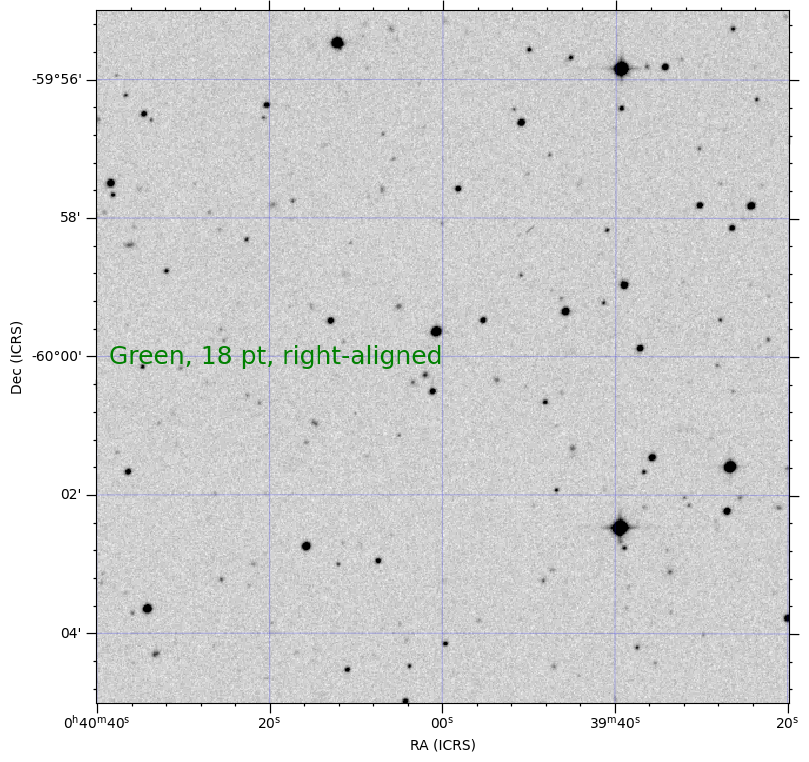 -59°56'
58'
Green, 18 pt, right-aligned
-60°00'
02'
04'
Dec (ICRS)
0ʰ40ᵐ40ˢ 20ˢ 00ˢ 39ᵐ40ˢ 20ˢ
RA (ICRS)